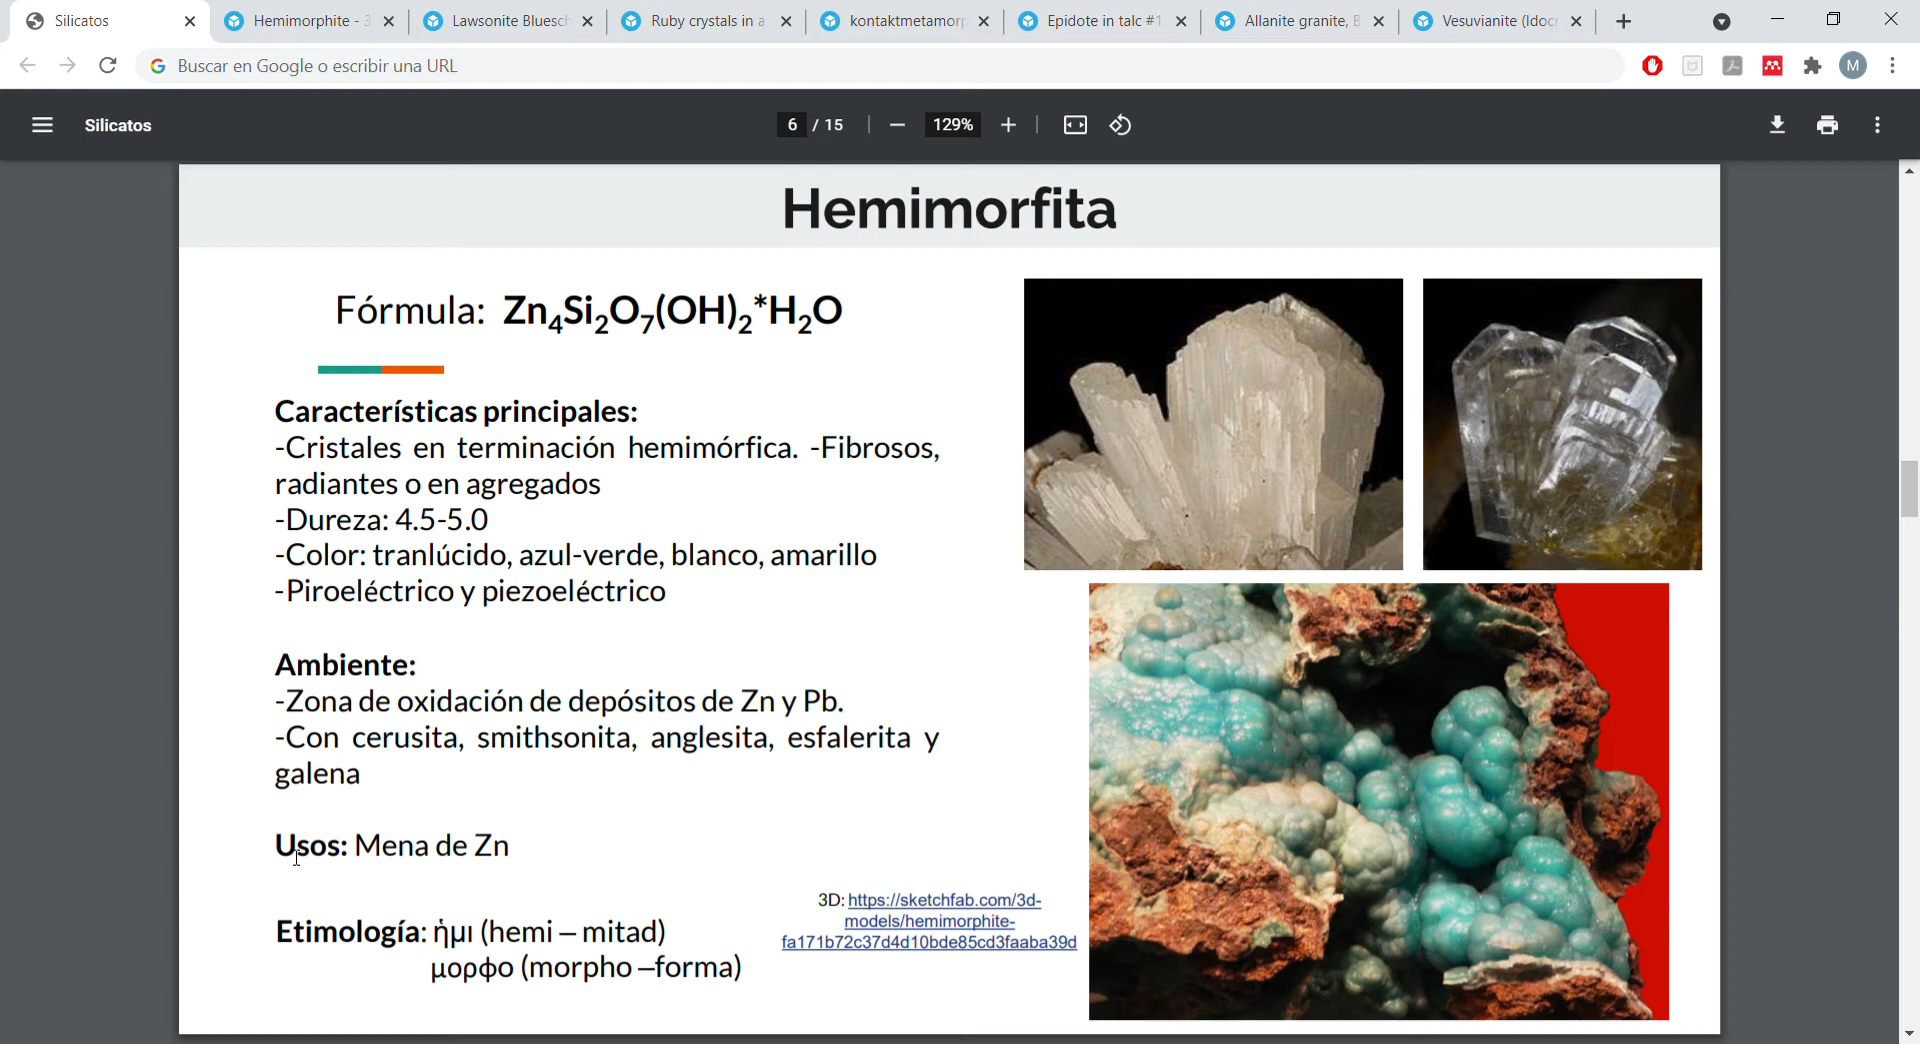 Silicatos
Hemimorphite - 3
Lawsonite Bluesch
Ruby crystals in a
kontaktmetamorp
Epidote in talc #1
Allanite granite, B
Vesuvianite (Idocr
Buscar en Google o escribir una URL
M
Silicatos
6 / 15
129%
Hemimorfita
Fórmula: Zn₄Si₂O₇(OH)₂*H₂O
Características principales:
-Cristales en terminación hemimórfica. -Fibrosos,
radiantes o en agregados
-Dureza: 4.5-5.0
-Color: tranlúcido, azul-verde, blanco, amarillo
-Piroeléctrico y piezoeléctrico
Ambiente:
-Zona de oxidación de depósitos de Zn y Pb.
-Con cerusita, smithsonita, anglesita, esfalerita y
galena
Usos: Mena de Zn
3D: https://sketchfab.com/3d-
models/hemimorphite-
fa171b72c37d4d10bde85cd3faaba39d
Etimología: ἡμι (hemi – mitad)
μορφο (morpho –forma)